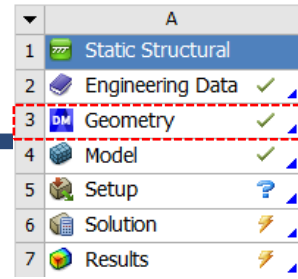 A
1 Static Structural
2 Engineering Data
3 DM Geometry
4 Model
5 Setup ?
6 Solution
7 Results